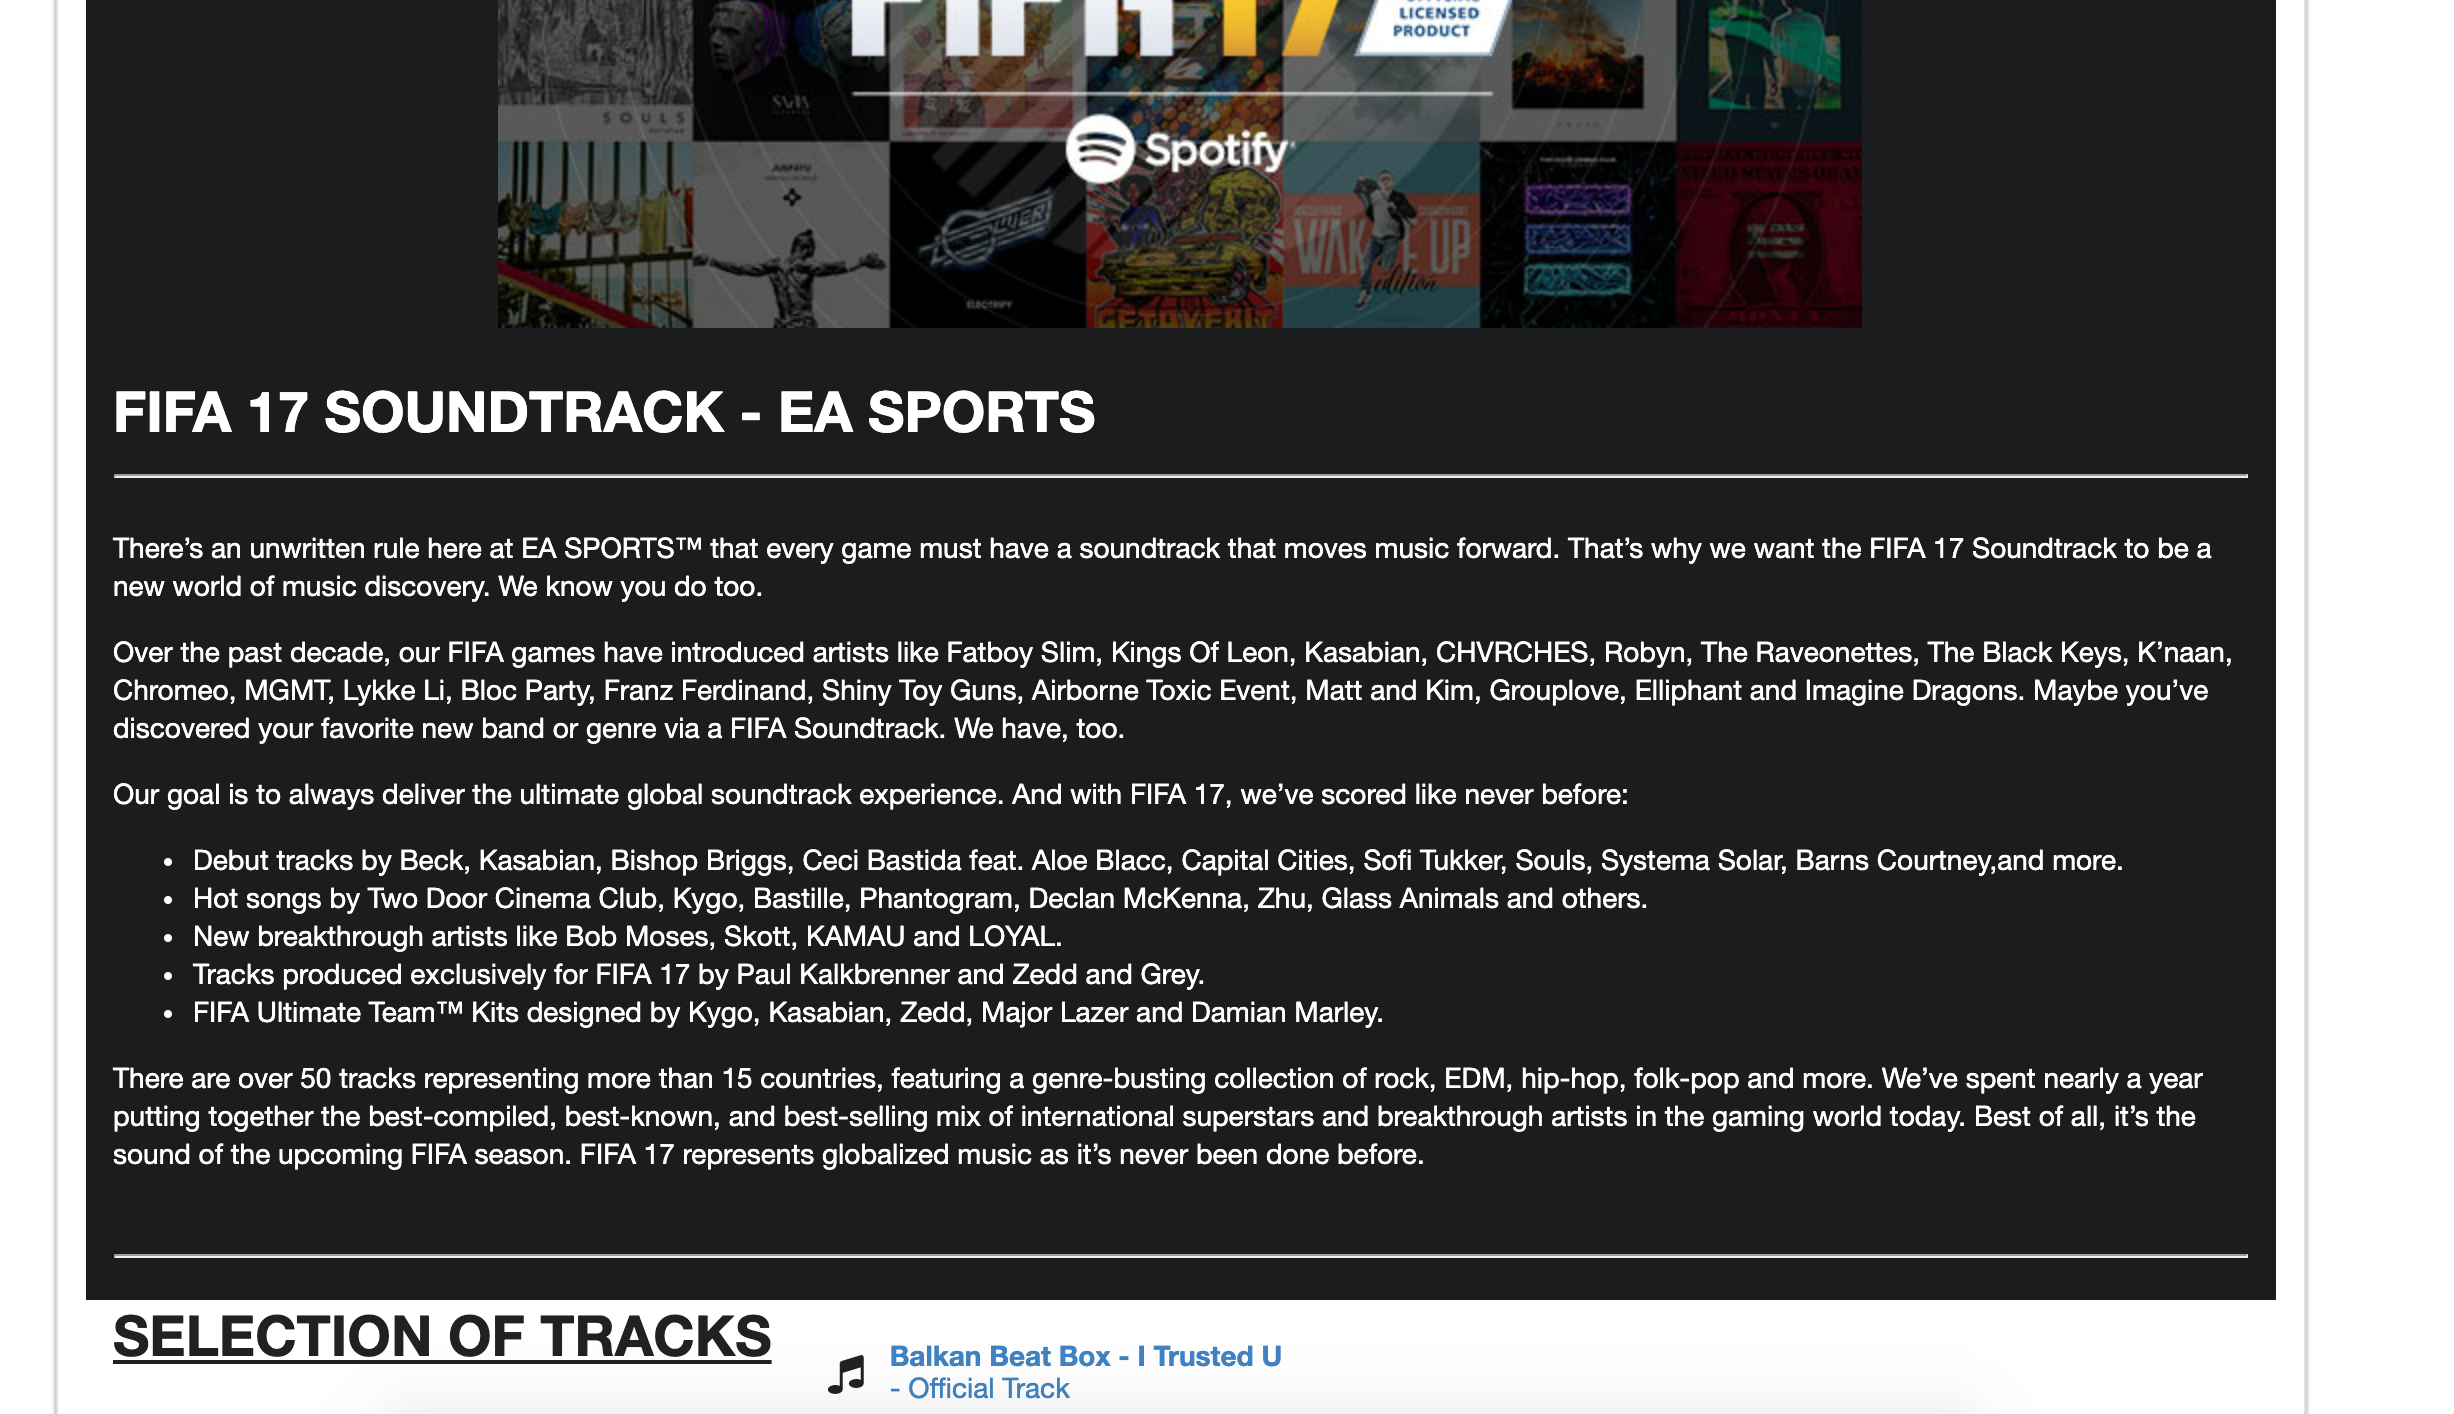 FIFA 17
LICENSED
PRODUCT
SOULS
Spotify
ELECTRIFY
WAKE UP
edition
GETOVERIT
FIFA 17 SOUNDTRACK - EA SPORTS
There’s an unwritten rule here at EA SPORTS™ that every game must have a soundtrack that moves music forward. That’s why we want the FIFA 17 Soundtrack to be a
new world of music discovery. We know you do too.
Over the past decade, our FIFA games have introduced artists like Fatboy Slim, Kings Of Leon, Kasabian, CHVRCHES, Robyn, The Raveonettes, The Black Keys, K’naan,
Chromeo, MGMT, Lykke Li, Bloc Party, Franz Ferdinand, Shiny Toy Guns, Airborne Toxic Event, Matt and Kim, Grouplove, Elliphant and Imagine Dragons. Maybe you’ve
discovered your favorite new band or genre via a FIFA Soundtrack. We have, too.
Our goal is to always deliver the ultimate global soundtrack experience. And with FIFA 17, we’ve scored like never before:
• Debut tracks by Beck, Kasabian, Bishop Briggs, Ceci Bastida feat. Aloe Blacc, Capital Cities, Sofi Tukker, Souls, Systema Solar, Barns Courtney,and more.
• Hot songs by Two Door Cinema Club, Kygo, Bastille, Phantogram, Declan McKenna, Zhu, Glass Animals and others.
• New breakthrough artists like Bob Moses, Skott, KAMAU and LOYAL.
• Tracks produced exclusively for FIFA 17 by Paul Kalkbrenner and Zedd and Grey.
• FIFA Ultimate Team™ Kits designed by Kygo, Kasabian, Zedd, Major Lazer and Damian Marley.
There are over 50 tracks representing more than 15 countries, featuring a genre-busting collection of rock, EDM, hip-hop, folk-pop and more. We’ve spent nearly a year
putting together the best-compiled, best-known, and best-selling mix of international superstars and breakthrough artists in the gaming world today. Best of all, it’s the
sound of the upcoming FIFA season. FIFA 17 represents globalized music as it’s never been done before.
SELECTION OF TRACKS
Balkan Beat Box - I Trusted U
- Official Track